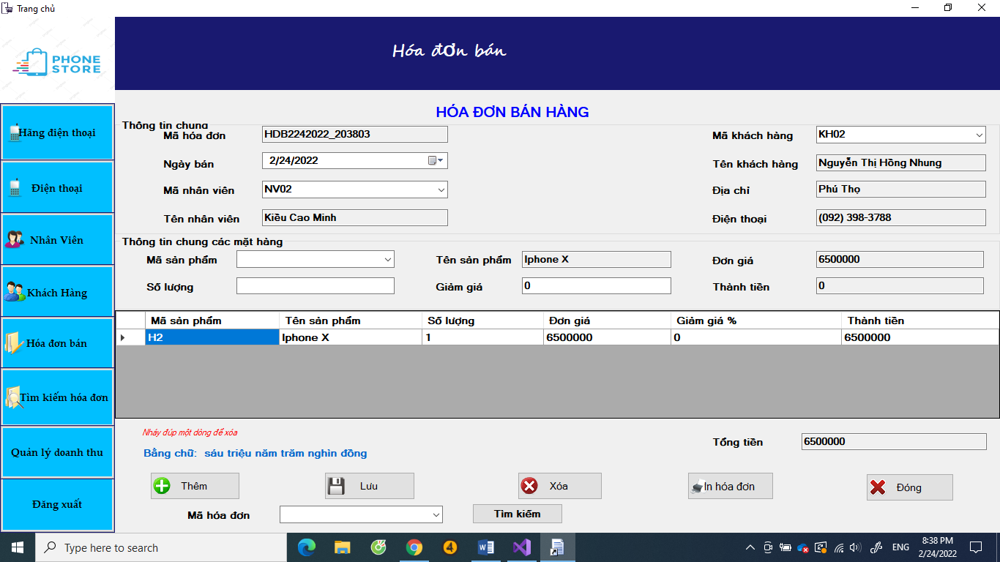 Trang chủ
PHONE
STORE
Hóa đơn bán
Hãng điện thoại
Điện thoại
Nhân Viên
Khách Hàng
Hóa đơn bán
Tìm kiếm hóa đơn
Quản lý doanh thu
Đăng xuất
HÓA ĐƠN BÁN HÀNG
Thông tin chung
Mã hóa đơn HDB2242022_203803 Mã khách hàng KH02
Ngày bán 2/24/2022 Tên khách hàng Nguyễn Thị Hồng Nhung
Mã nhân viên NV02 Địa chỉ Phú Thọ
Tên nhân viên Kiều Cao Minh Điện thoại (092) 398-3788
Thông tin chung các mặt hàng
Mã sản phẩm Tên sản phẩm Iphone X Đơn giá 6500000
Số lượng Giảm giá 0 Thành tiền 0
Mã sản phẩm Tên sản phẩm Số lượng Đơn giá Giảm giá % Thành tiền
H2 Iphone X 1 6500000 0 6500000
Nháy đúp một dòng để xóa
Bằng chữ: sáu triệu năm trăm nghìn đồng Tổng tiền 6500000
Thêm Lưu Xóa In hóa đơn Đóng
Mã hóa đơn Tìm kiếm
Type here to search
ENG
8:38 PM
2/24/2022